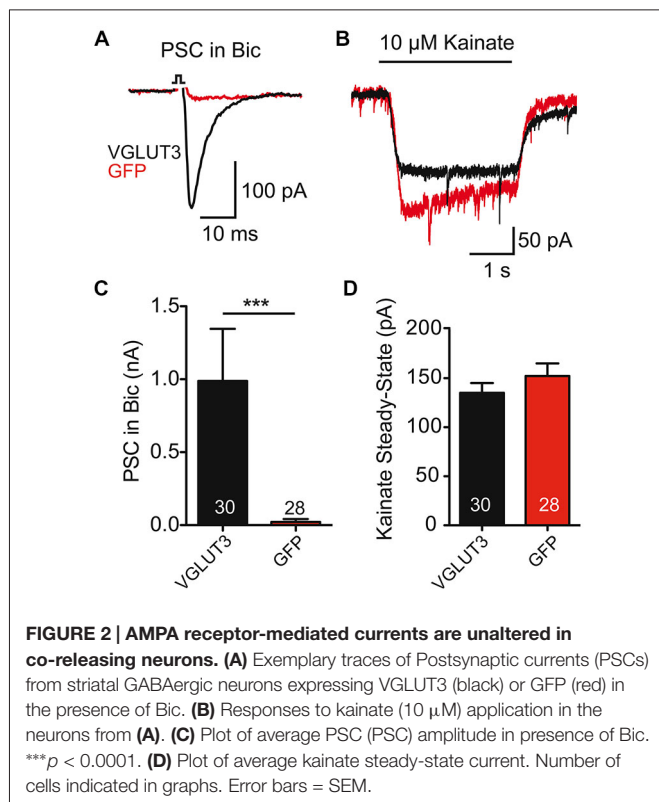 A
PSC in Bic
VGLUT3
GFP
100 pA
10 ms
B
10 μM Kainate
50 pA
1 s
C
***
PSC in Bic (nA)
1.5
1.0
0.5
0.0
30
28
VGLUT3
GFP
D
Kainate Steady-State (pA)
200
150
100
50
0
30
28
VGLUT3
GFP
FIGURE 2 | AMPA receptor-mediated currents are unaltered in
co-releasing neurons. (A) Exemplary traces of Postsynaptic currents (PSCs)
from striatal GABAergic neurons expressing VGLUT3 (black) or GFP (red) in
the presence of Bic. (B) Responses to kainate (10 μM) application in the
neurons from (A). (C) Plot of average PSC (PSC) amplitude in presence of Bic.
***p < 0.0001. (D) Plot of average kainate steady-state current. Number of
cells indicated in graphs. Error bars = SEM.